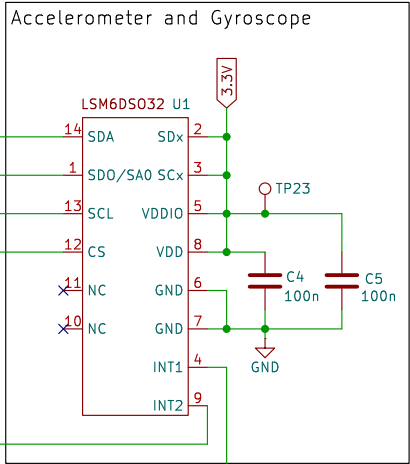 Accelerometer and Gyroscope
3.3V
LSM6DSO32 U1
14 SDA SDx 2
1 SDO/SA0 SCx 3
TP23
13 SCL VDDIO 5
12 CS VDD 8
C4 C5
100n 100n
11 NC GND 6
10 NC GND 7
GND
INT1 4
INT2 9